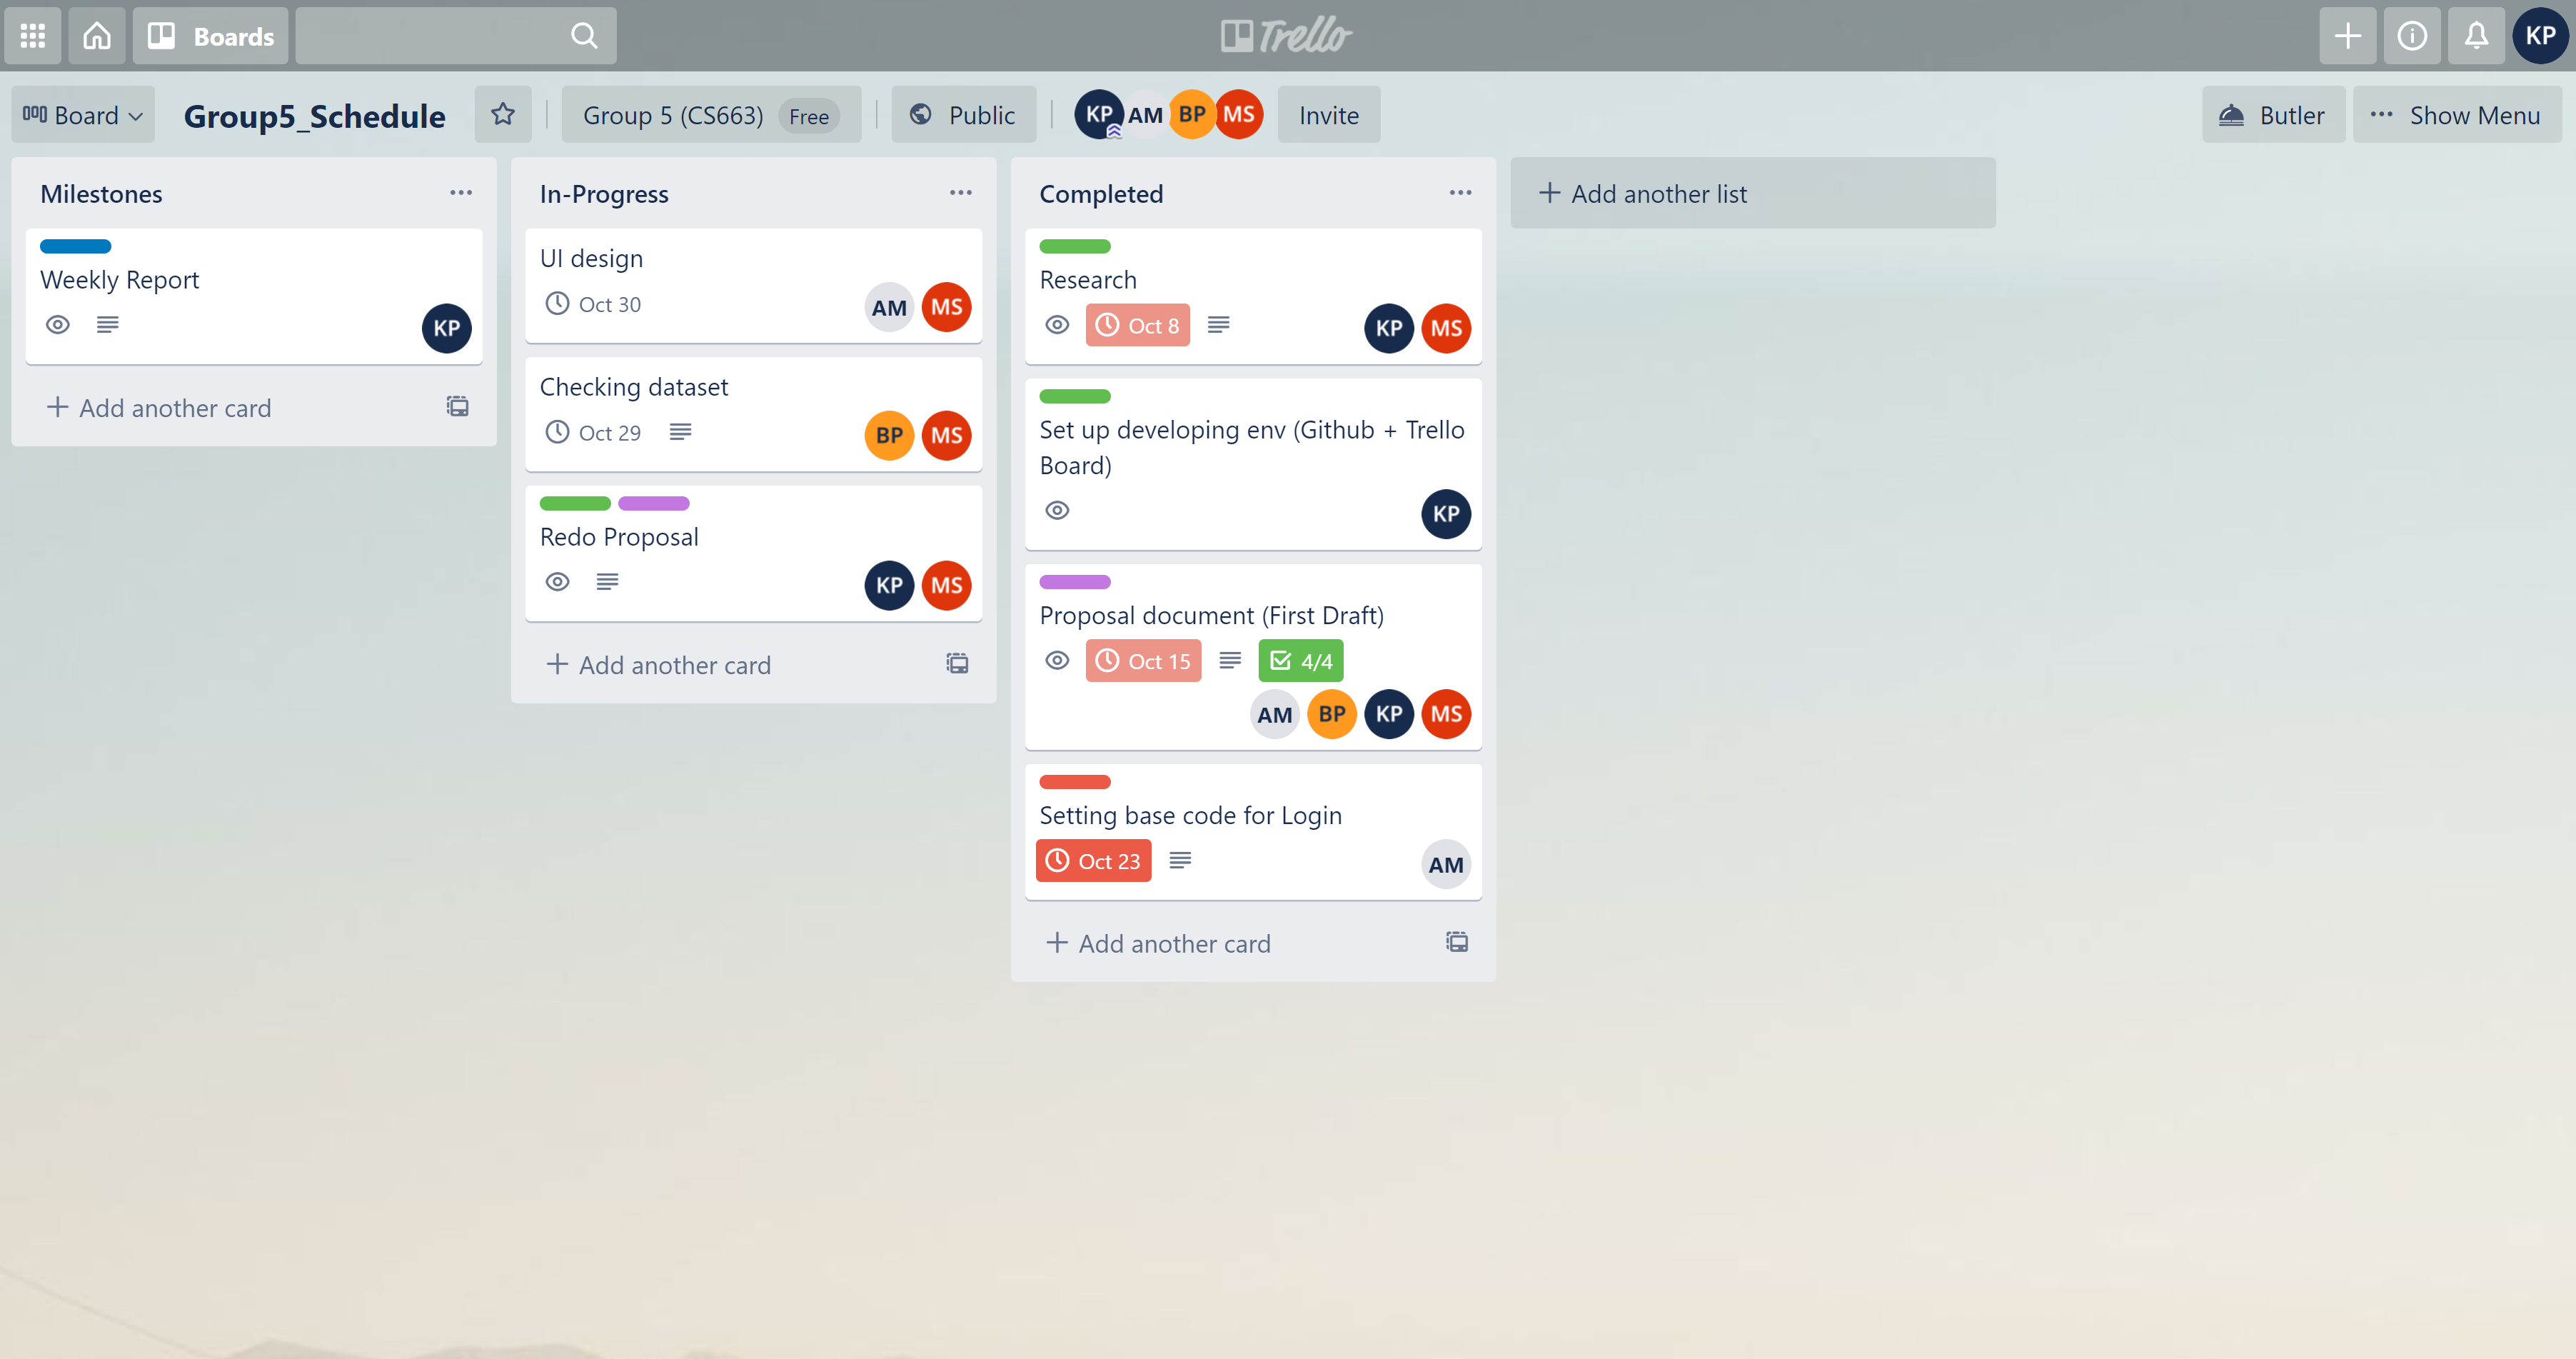 Boards
Trello
KP
Board
Group5_Schedule
Group 5 (CS663) Free
Public
KP AM BP MS
Invite
Butler
... Show Menu
Milestones
Weekly Report
KP
+ Add another card
In-Progress
UI design
Oct 30
AM MS
Checking dataset
Oct 29
BP MS
Redo Proposal
KP MS
+ Add another card
Completed
Research
Oct 8
KP MS
Set up developing env (Github + Trello
Board)
KP
Proposal document (First Draft)
Oct 15
4/4
AM BP KP MS
Setting base code for Login
Oct 23
AM
+ Add another card
+ Add another list